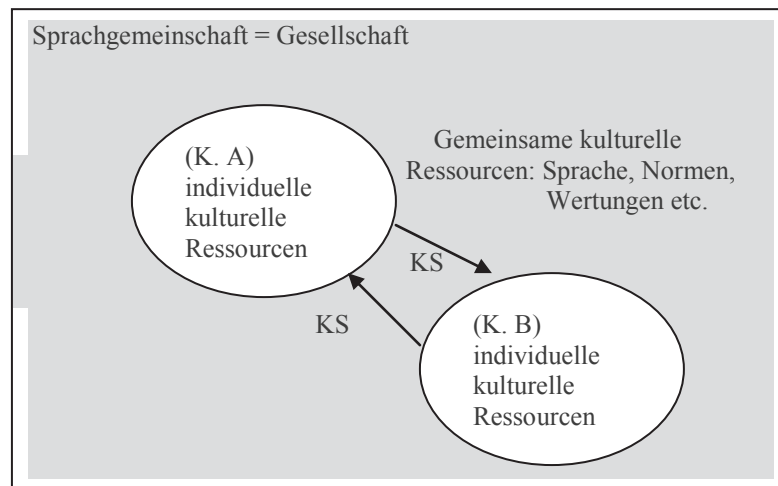 Sprachgemeinschaft = Gesellschaft
(K. A)
individuelle
kulturelle
Ressourcen
Gemeinsame kulturelle
Ressourcen: Sprache, Normen,
Wertungen etc.
KS
KS
(K. B)
individuelle
kulturelle
Ressourcen